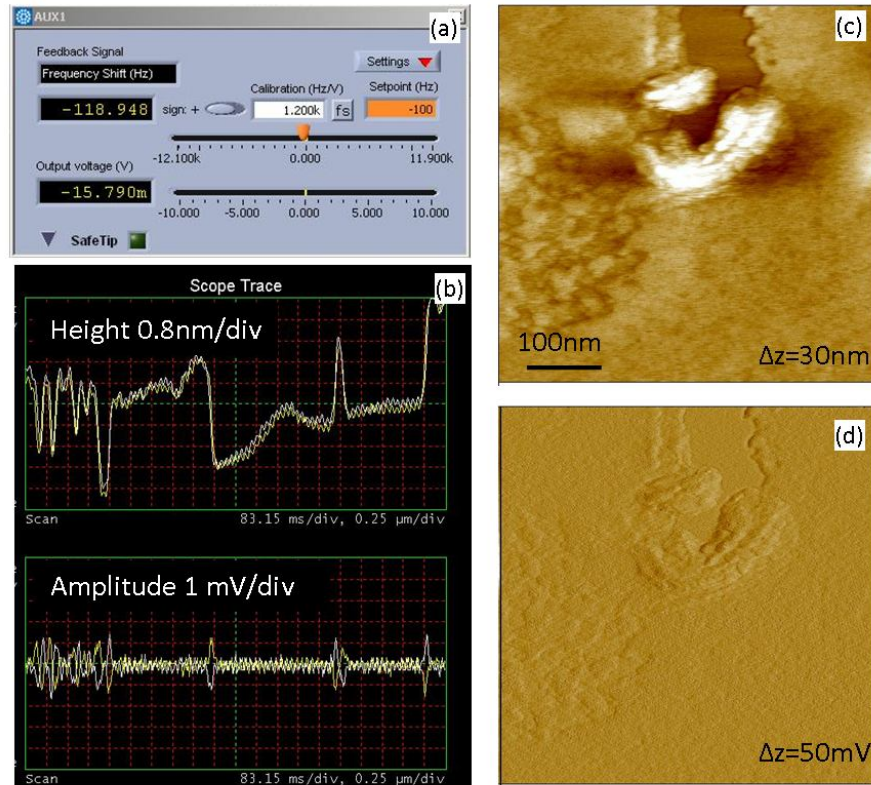 AUX1
(a)
Feedback Signal
Frequency Shift (Hz)
Settings
Calibration (Hz/V)
Setpoint (Hz)
-118.948
sign: +
1.200k
fs
-100
-12.100k
0.000
11.900k
Output voltage (V)
-15.790m
-10.000
-5.000
0.000
5.000
10.000
SafeTip
Scope Trace
(b)
Height 0.8nm/div
Scan
83.15 ms/div, 0.25 µm/div
Amplitude 1 mV/div
Scan
83.15 ms/div, 0.25 µm/div
(c)
100nm
Δz=30nm
(d)
Δz=50mV